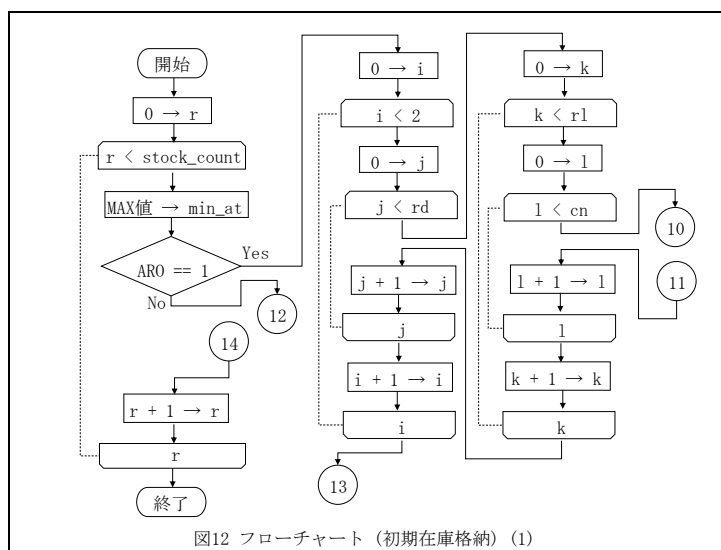 開始
0 → r
r < stock_count
MAX値 → min_at
ARO == 1
Yes
No
12
14
r + 1 → r
r
終了
0 → i
i < 2
0 → j
j < rd
j + 1 → j
j
i + 1 → i
i
13
0 → k
k < rl
0 → l
l < cn
10
11
l + 1 → l
l
k + 1 → k
k
図12 フローチャート (初期在庫格納) (1)